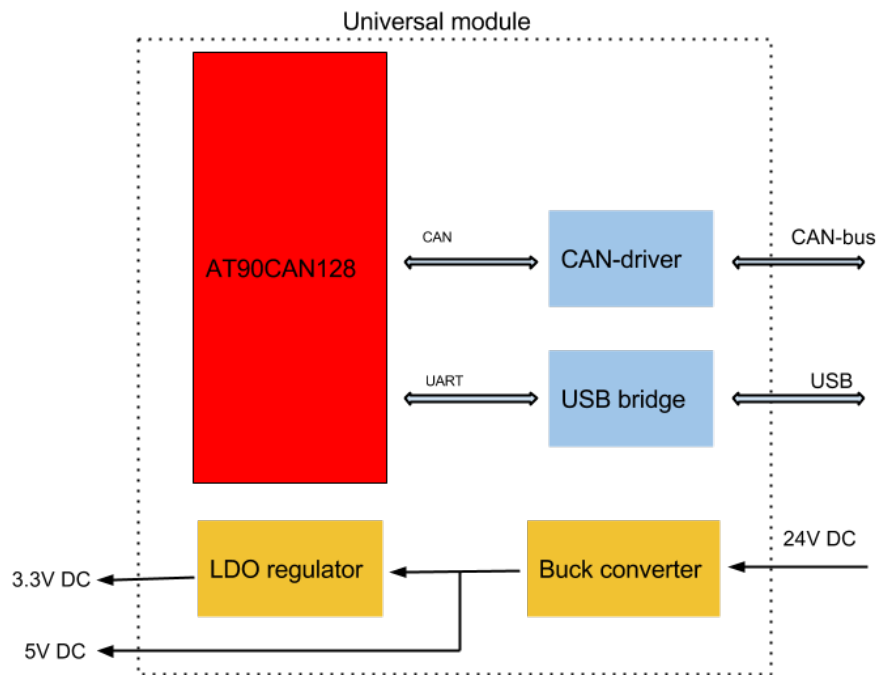 Universal module
AT90CAN128
CAN
CAN-driver
CAN-bus
UART
USB bridge
USB
LDO regulator
Buck converter
24V DC
3.3V DC
5V DC